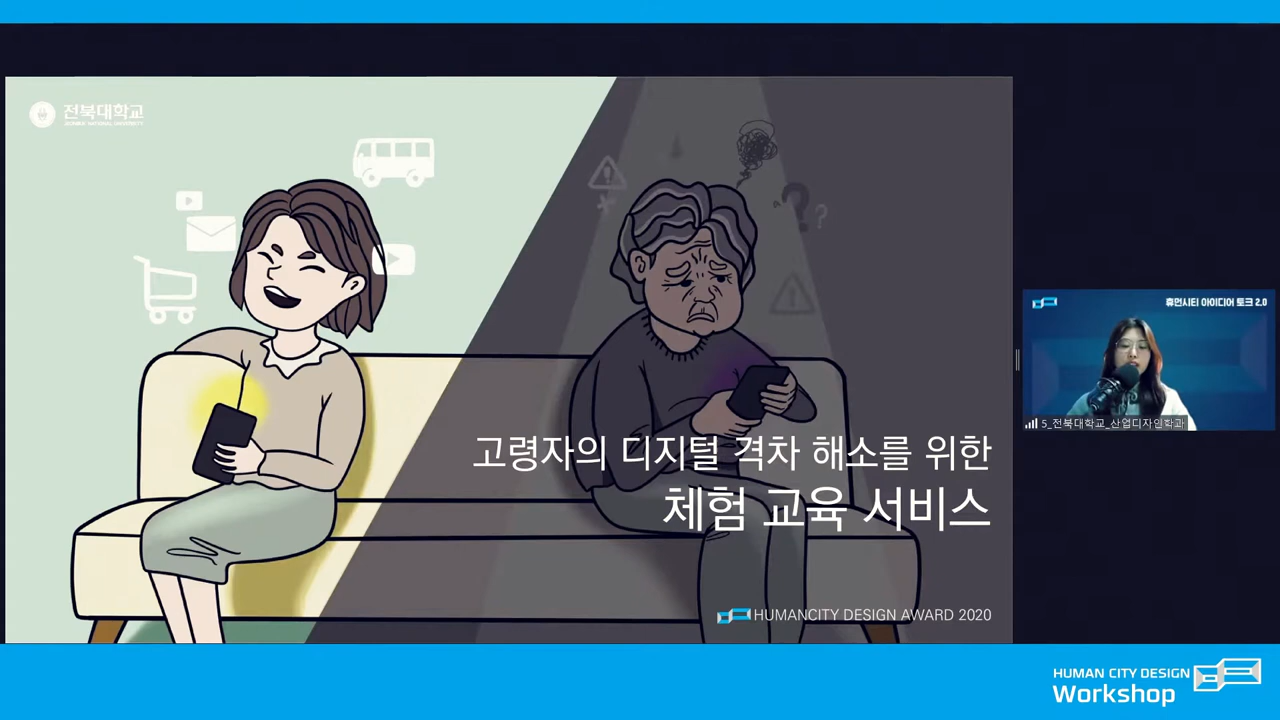 전북대학교
고령자의 디지털 격차 해소를 위한
체험 교육 서비스
HUMANCITY DESIGN AWARD 2020
휴먼시티 아이디어 토크 2.0
5_전북대학교_산업디자인학과
HUMAN CITY DESIGN
Workshop